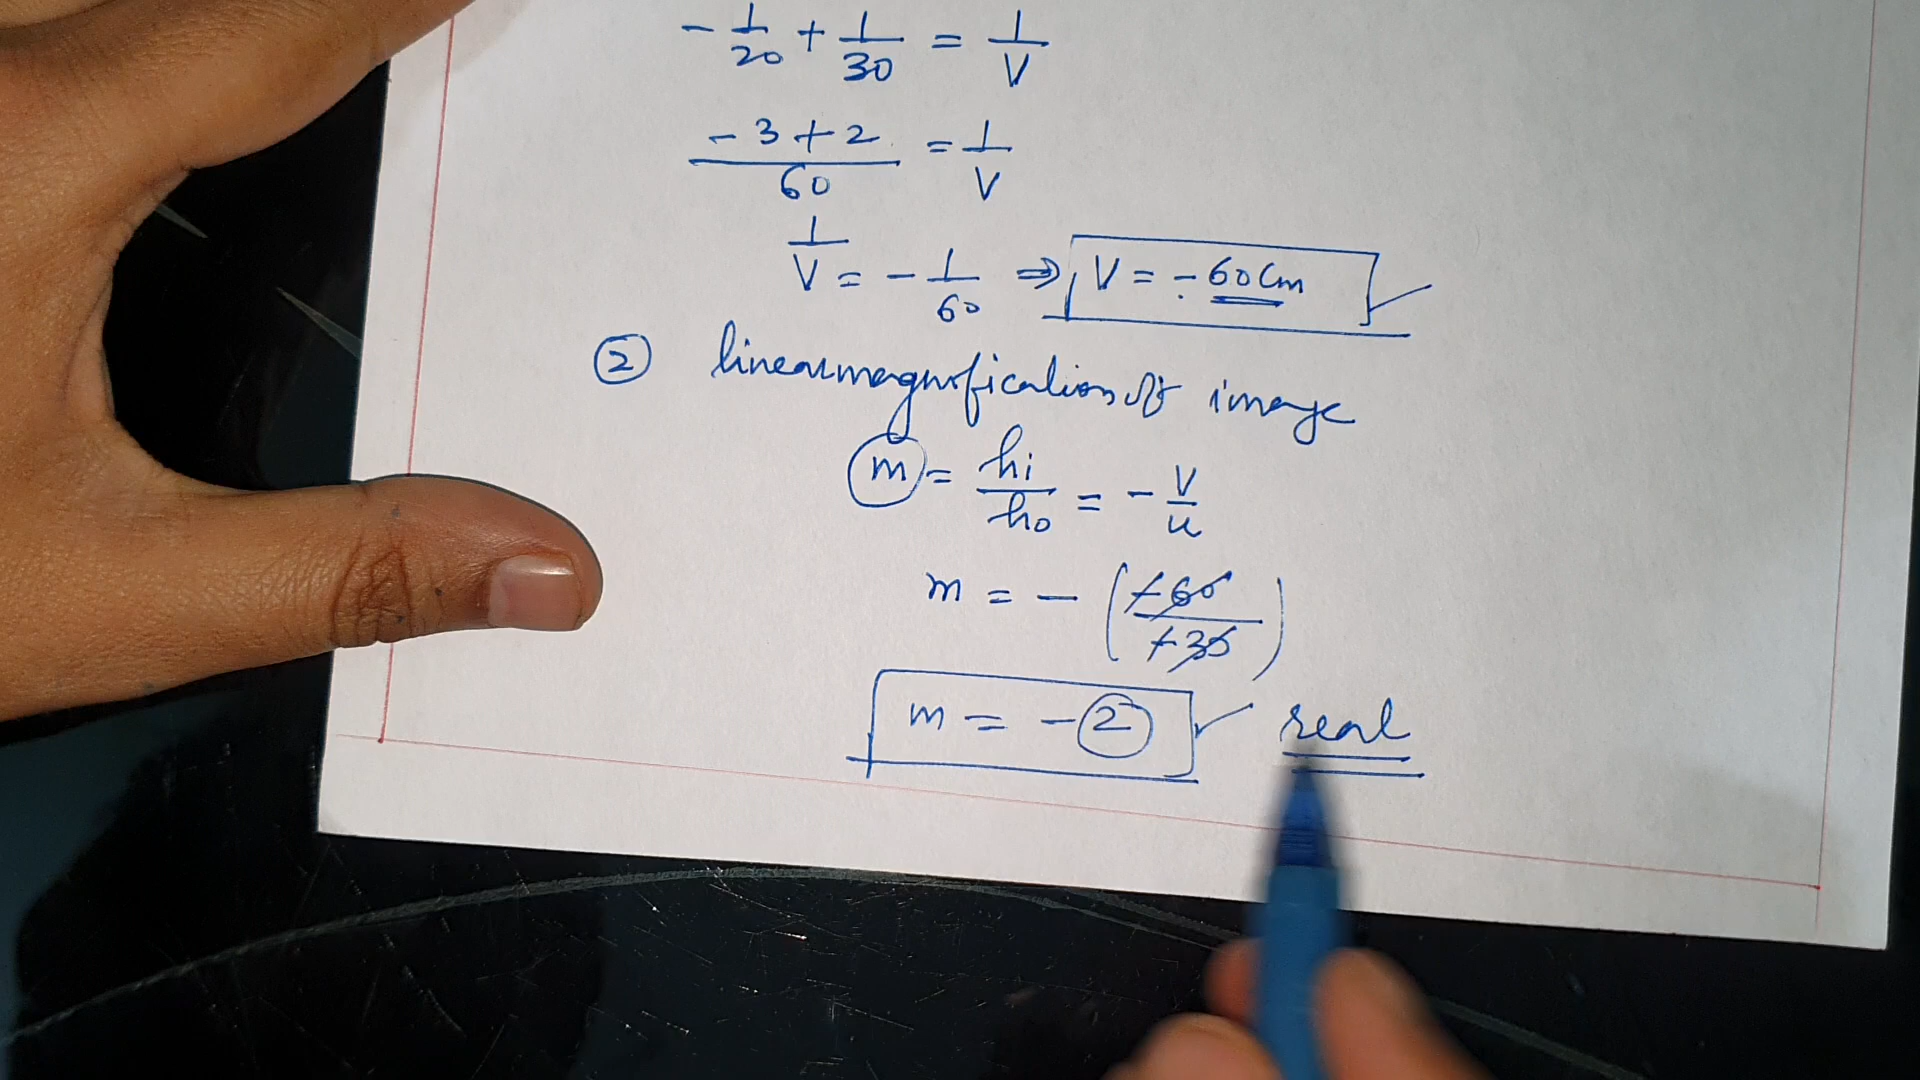 - 1/20 + 1/30 = 1/V
- 3 + 2/60 = 1/V
1/V = - 1/60 ⇒ V = - 60 Cm ✓
② linear magnification of image
m = hi/ho = - V/u
m = - (-60/-30)
m = - 2 ✓ real